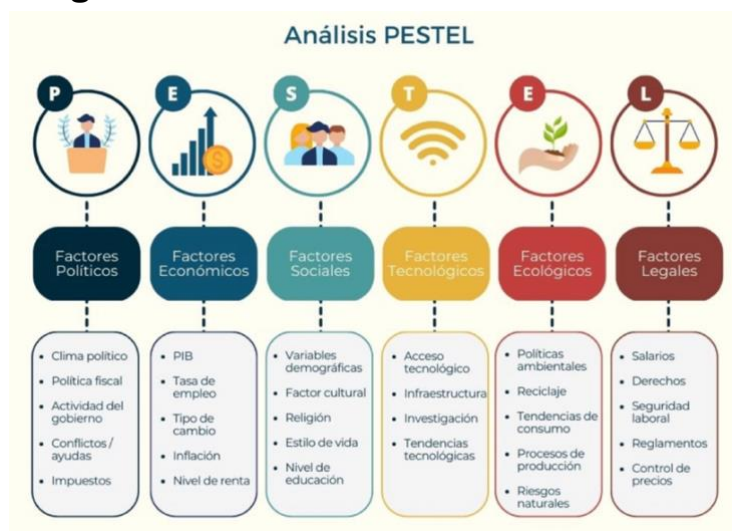 Análisis PESTEL
P
E
S
T
E
L
Factores
Políticos
Factores
Económicos
Factores
Sociales
Factores
Tecnológicos
Factores
Ecológicos
Factores
Legales
• Clima político
• Política fiscal
• Actividad del
gobierno
• Conflictos /
ayudas
• Impuestos
• PIB
• Tasa de
empleo
• Tipo de
cambio
• Inflación
• Nivel de renta
• Variables
demográficas
• Factor cultural
• Religión
• Estilo de vida
• Nivel de
educación
• Acceso
tecnológico
• Infraestructura
• Investigación
• Tendencias
tecnológicas
• Políticas
ambientales
• Reciclaje
• Tendencias de
consumo
• Procesos de
producción
• Riesgos
naturales
• Salarios
• Derechos
• Seguridad
laboral
• Reglamentos
• Control de
precios